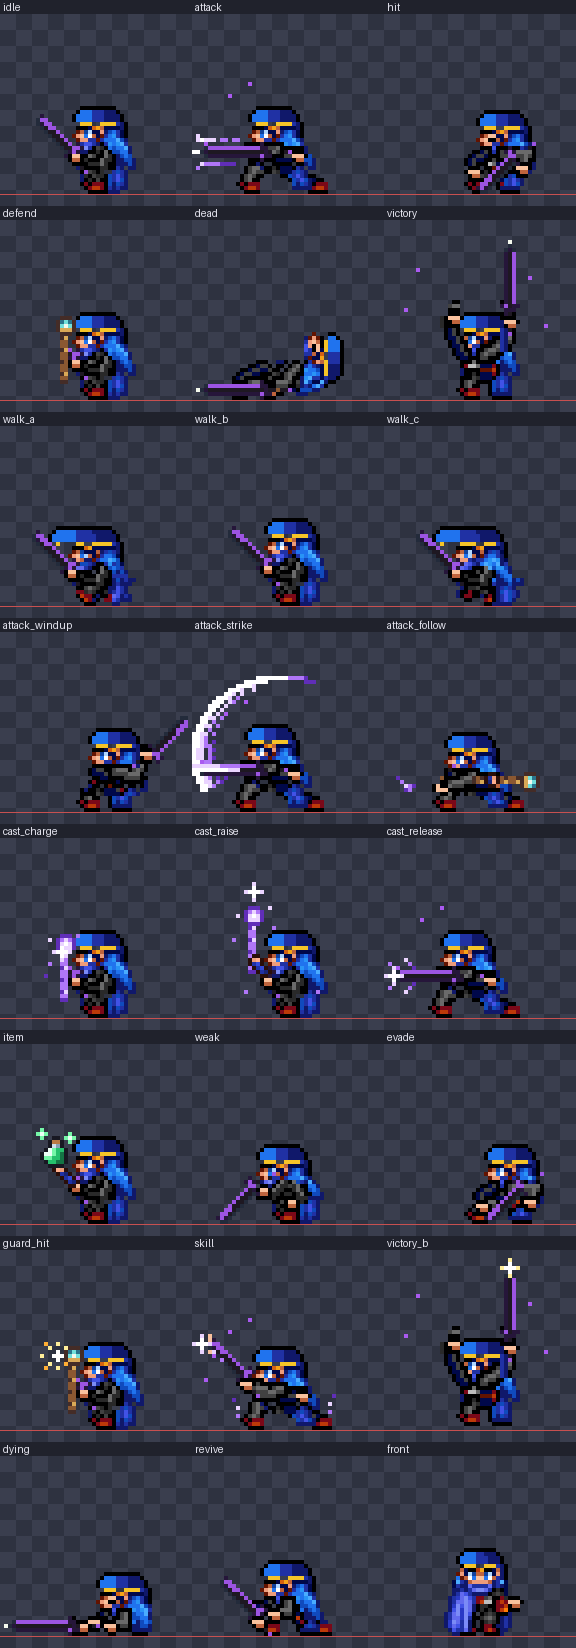 idle attack hit
defend dead victory
walk_a walk_b walk_c
attack_windup attack_strike attack_follow
cast_charge cast_raise cast_release
item weak evade
guard_hit skill victory_b
dying revive front